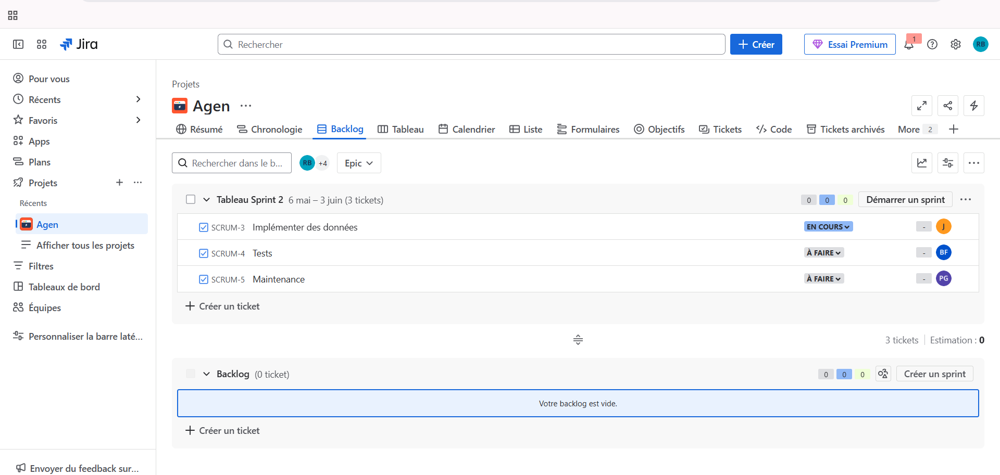 Jira
Rechercher
Créer
Essai Premium
1
RB
Pour vous
Récents
Favoris
Apps
Plans
Projets
Récents
Agen
Afficher tous les projets
Filtres
Tableaux de bord
Équipes
Personnaliser la barre laté...
Envoyer du feedback sur...
Projets
Agen
Résumé
Chronologie
Backlog
Tableau
Calendrier
Liste
Formulaires
Objectifs
Tickets
Code
Tickets archivés
More 2
Rechercher dans le b...
RB +4
Epic
Tableau Sprint 2 6 mai – 3 juin (3 tickets) 0 0 0 Démarrer un sprint
SCRUM-3 Implémenter des données EN COURS - J
SCRUM-4 Tests À FAIRE - BF
SCRUM-5 Maintenance À FAIRE - PG
Créer un ticket
3 tickets Estimation : 0
Backlog (0 ticket) 0 0 0 Créer un sprint
Votre backlog est vide.
Créer un ticket